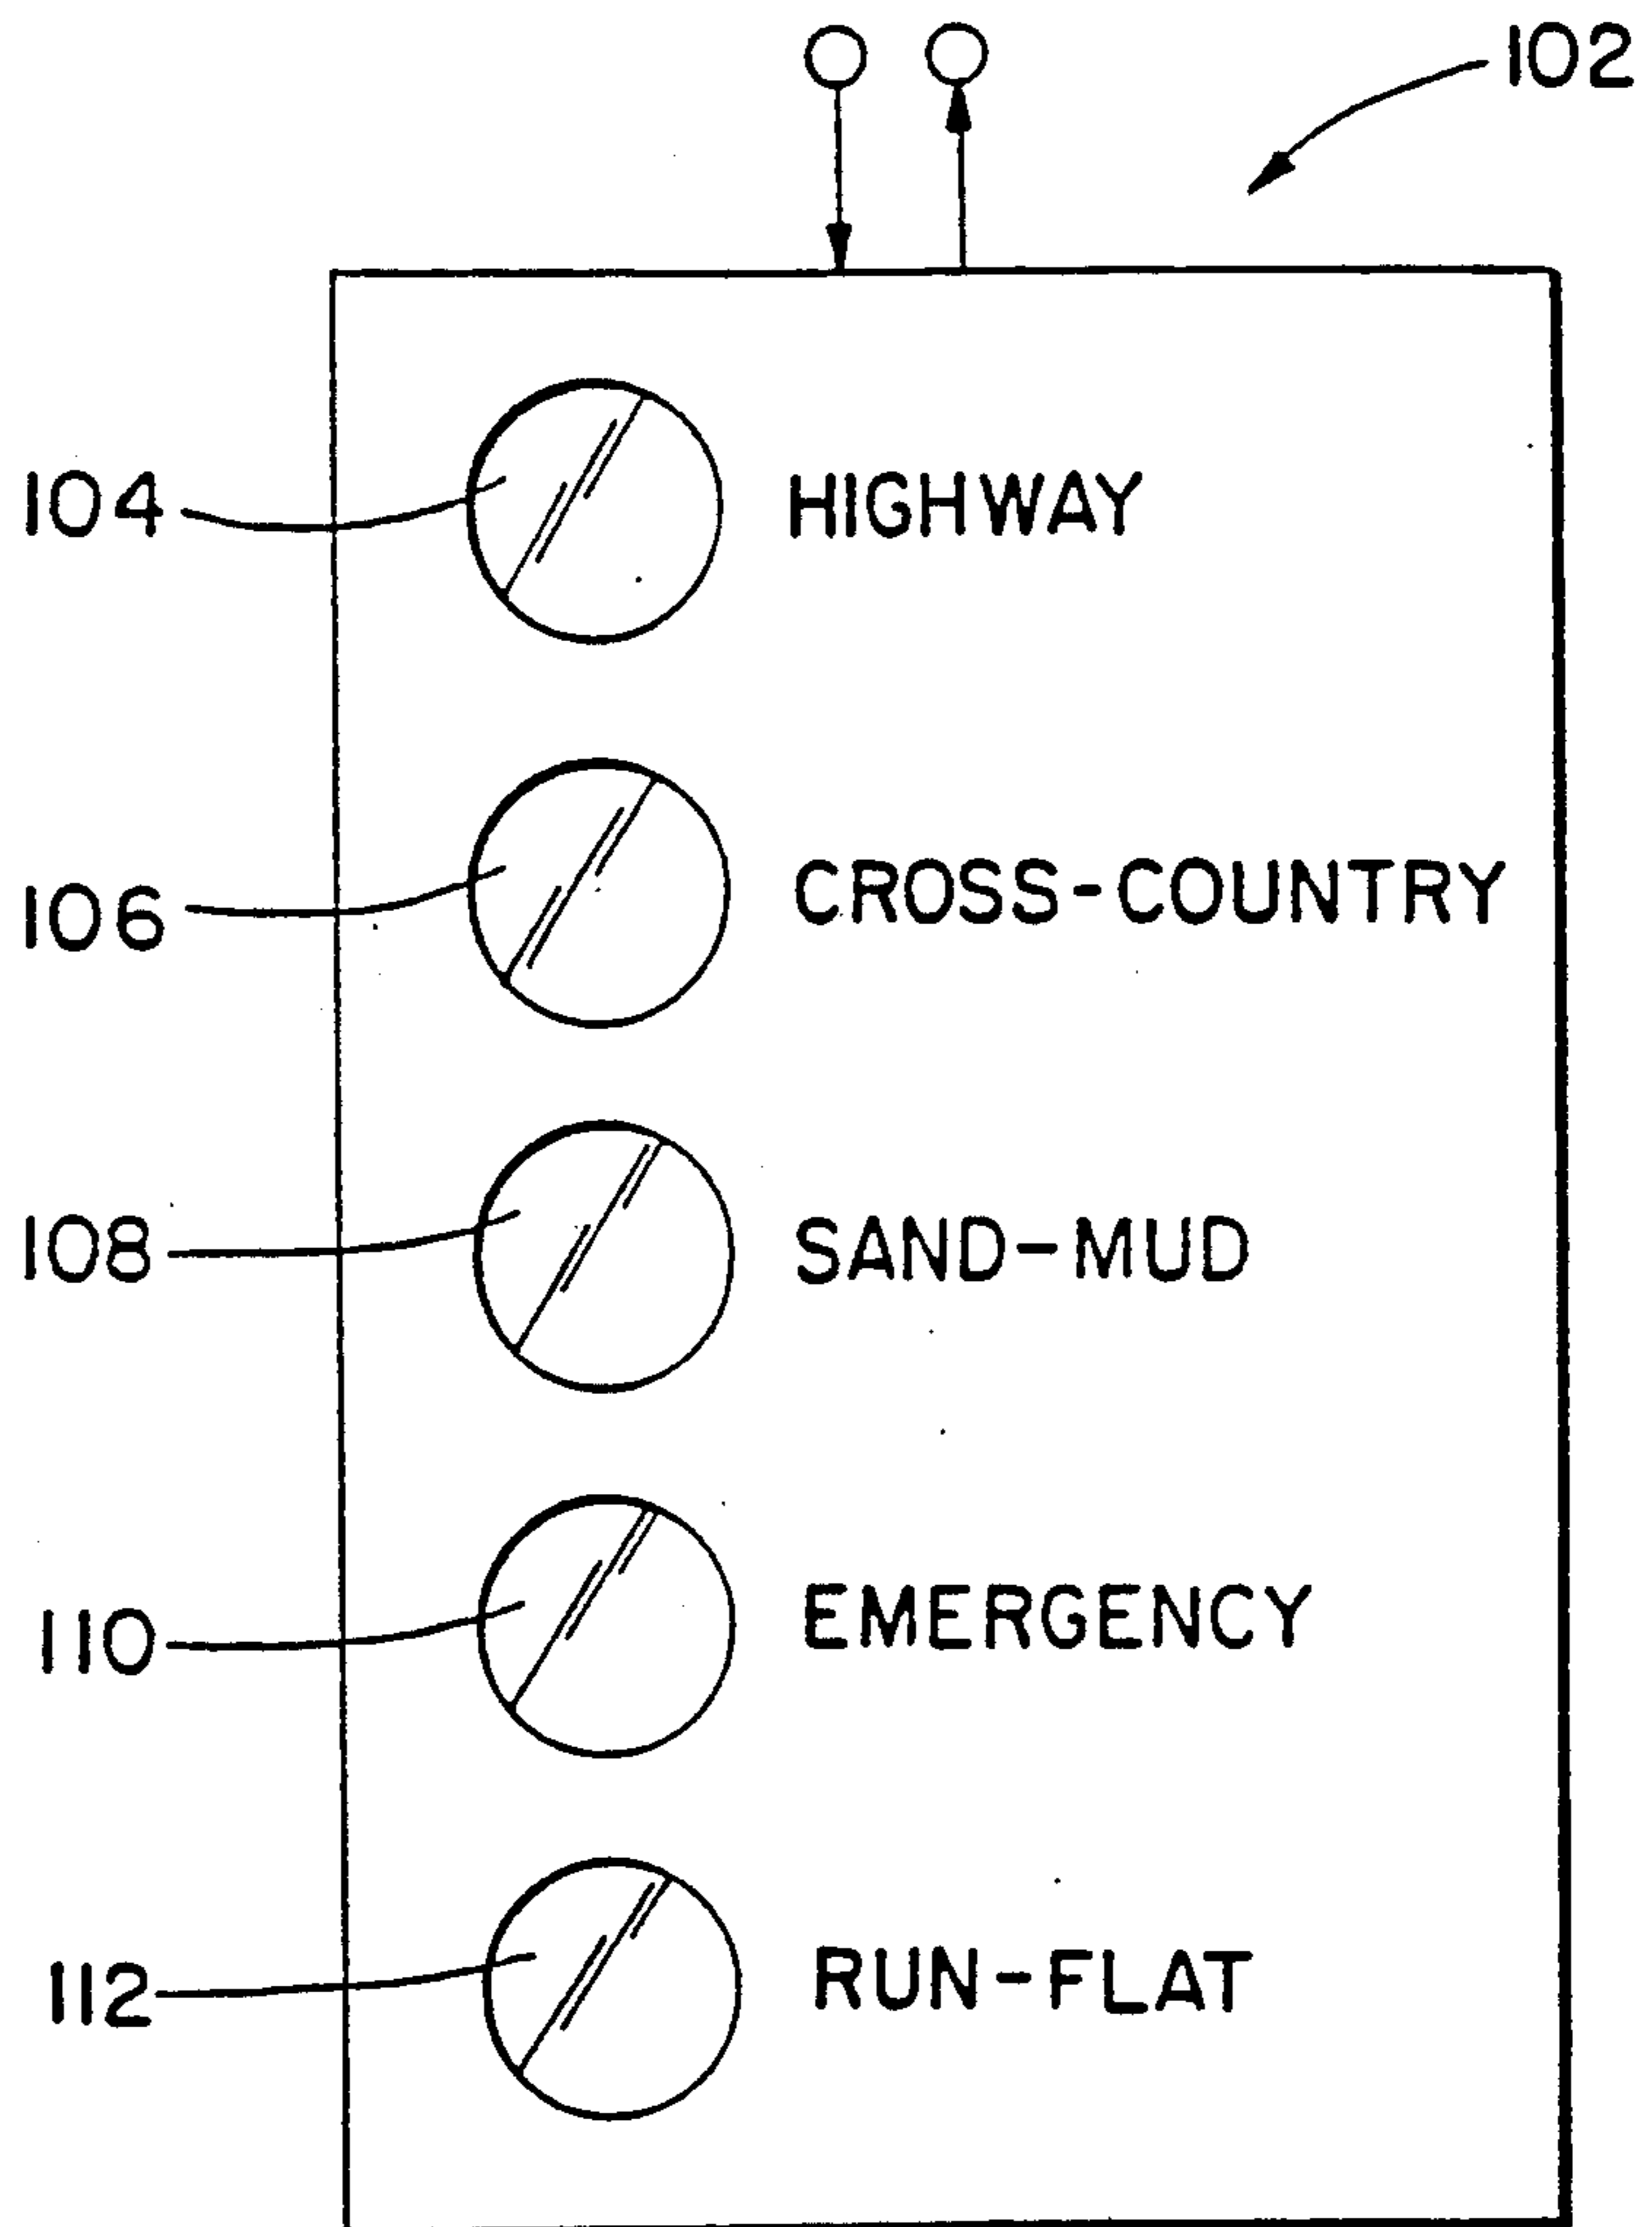 102
104 HIGHWAY
106 CROSS-COUNTRY
108 SAND-MUD
110 EMERGENCY
112 RUN-FLAT